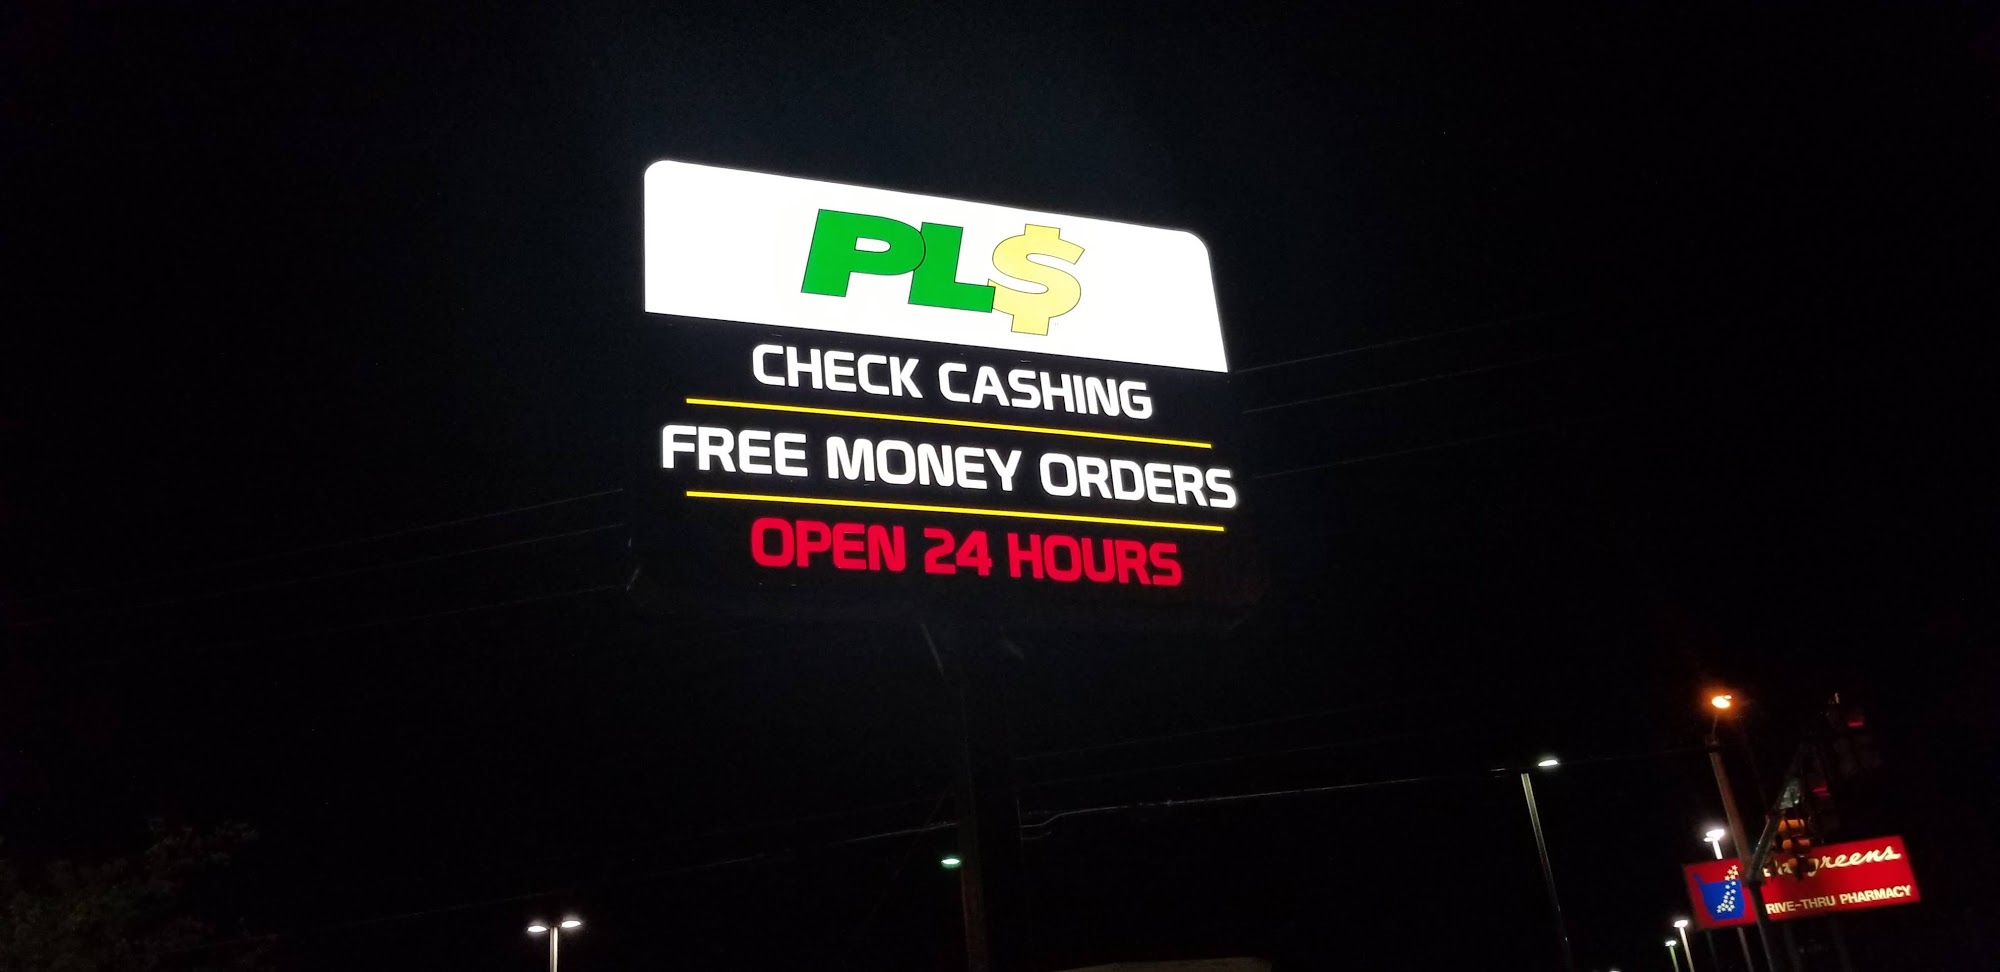 PL$
CHECK CASHING
FREE MONEY ORDERS
OPEN 24 HOURS
RIVE-THRU PHARMACY